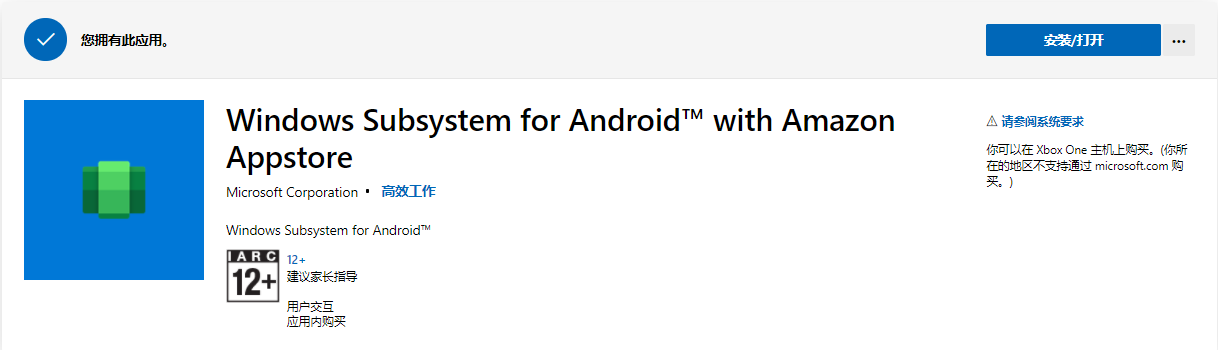 您拥有此应用。
安装/打开
...
Windows Subsystem for Android™ with Amazon
Appstore
Microsoft Corporation • 高效工作
Windows Subsystem for Android™
IARC
12+
12+
建议家长指导
用户交互
应用内购买
⚠ 请参阅系统要求
你可以在 Xbox One 主机上购买。(你所
在的地区不支持通过 microsoft.com 购
买。)